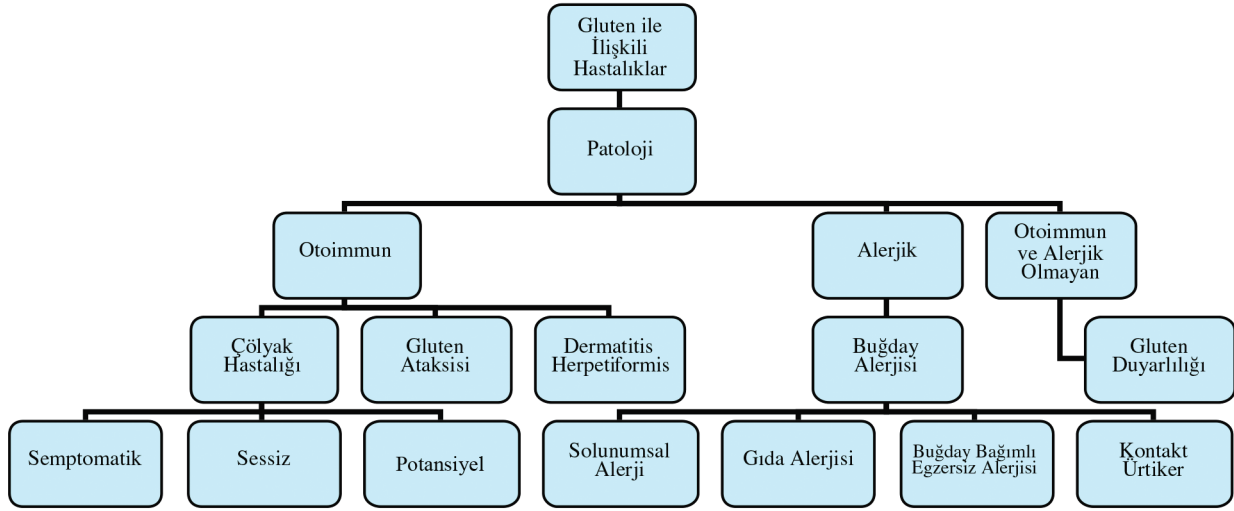 Gluten ile
İlişkili
Hastalıklar
Patoloji
Otoimmun
Alerjik
Otoimmun
ve Alerjik
Olmayan
Çölyak
Hastalığı
Gluten
Ataksisi
Dermatitis
Herpetiformis
Buğday
Alerjisi
Gluten
Duyarlılığı
Semptomatik
Sessiz
Potansiyel
Solunumsal
Alerji
Gıda Alerjisi
Buğday Bağımlı
Egzersiz Alerjisi
Kontakt
Ürtiker